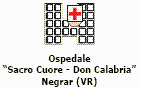 Ospedale
“Sacro Cuore - Don Calabria”
Negrar (VR)